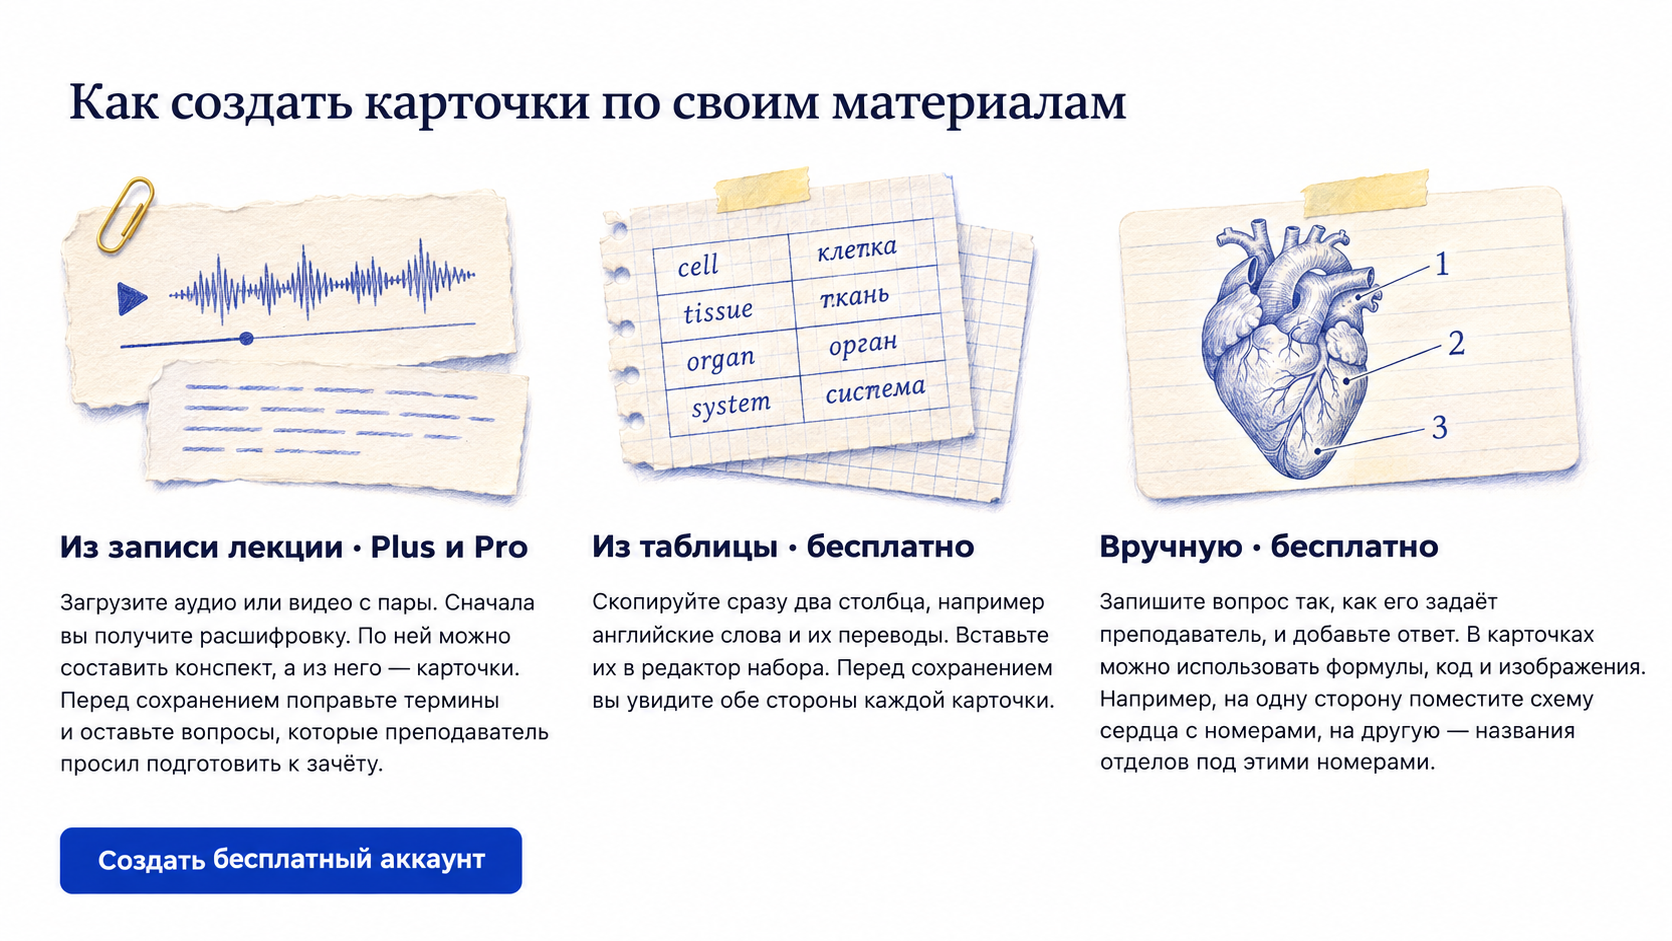 Как создать карточки по своим материалам
cell клетка
tissue ткань
organ орган
system система
1
2
3
Из записи лекции · Plus и Pro
Загрузите аудио или видео с пары. Сначала
вы получите расшифровку. По ней можно
составить конспект, а из него — карточки.
Перед сохранением поправьте термины
и оставьте вопросы, которые преподаватель
просил подготовить к зачёту.
Из таблицы · бесплатно
Скопируйте сразу два столбца, например
английские слова и их переводы. Вставьте
их в редактор набора. Перед сохранением
вы увидите обе стороны каждой карточки.
Вручную · бесплатно
Запишите вопрос так, как его задаёт
преподаватель, и добавьте ответ. В карточках
можно использовать формулы, код и изображения.
Например, на одну сторону поместите схему
сердца с номерами, на другую — названия
отделов под этими номерами.
Создать бесплатный аккаунт